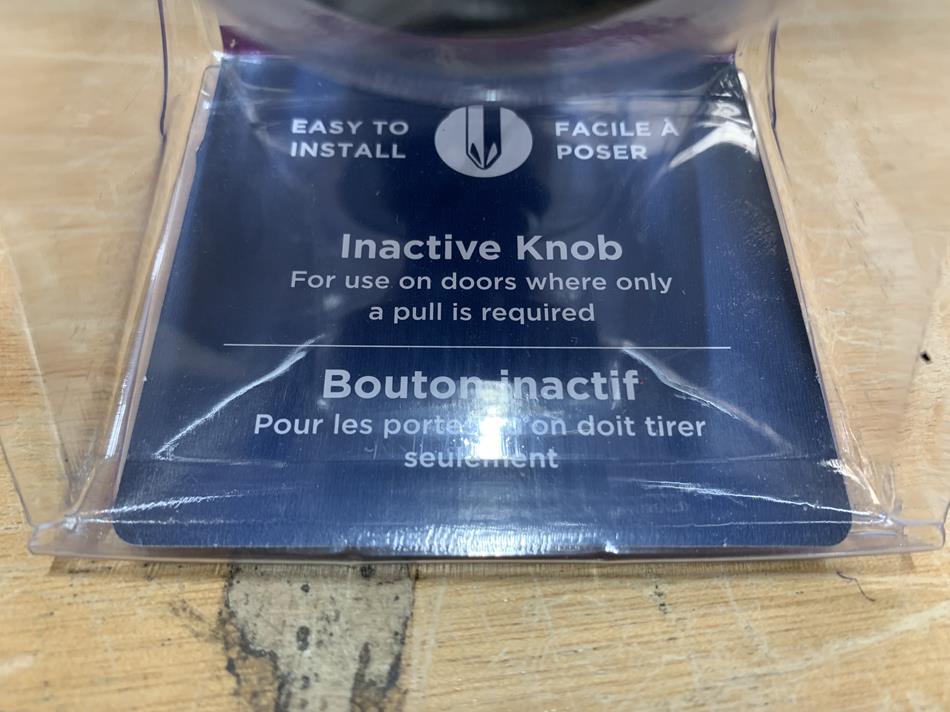 EASY TO
INSTALL
FACILE À
POSER
Inactive Knob
For use on doors where only
a pull is required
Bouton inactif
Pour les portes on doit tirer
seulement